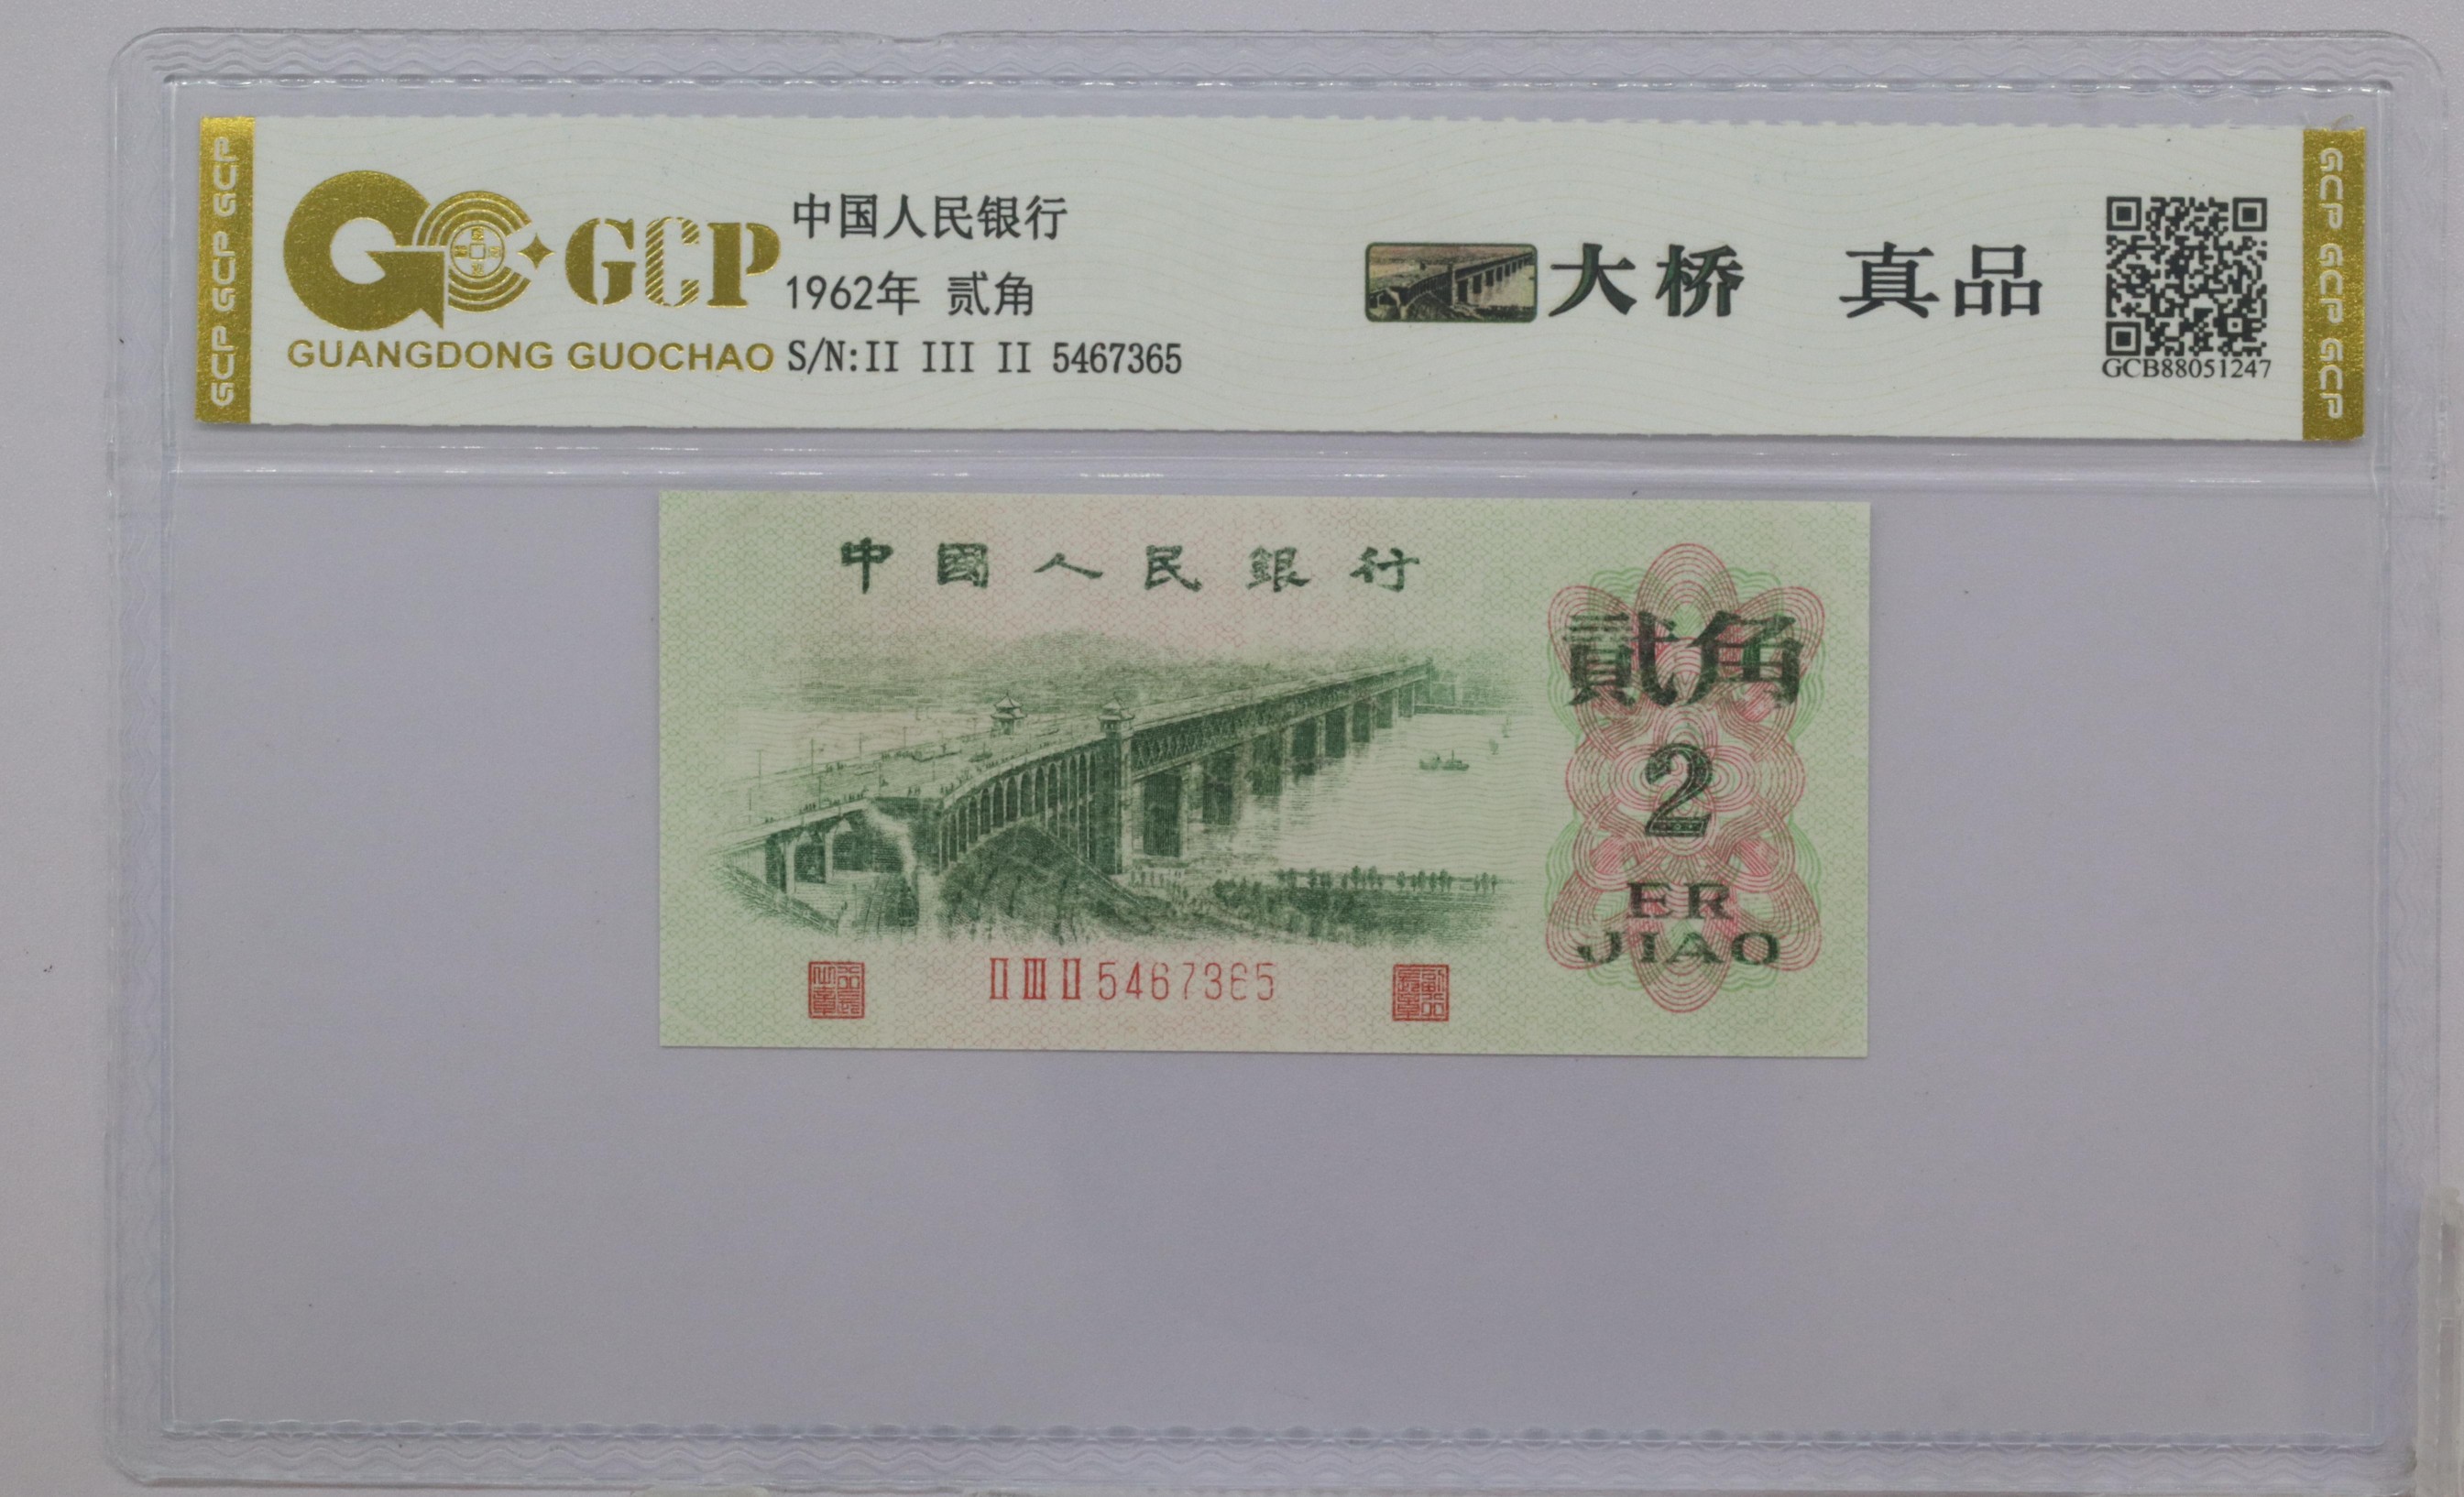 GCP GCP GCP
GCP
GUANGDONG GUOCHAO
中国人民银行
1962年 贰角
S/N:II III II 5467365
大桥 真品
GCB88051247
GCP GCP GCP
中國人民銀行
貳角
2
ER
JIAO
II III II 5467365